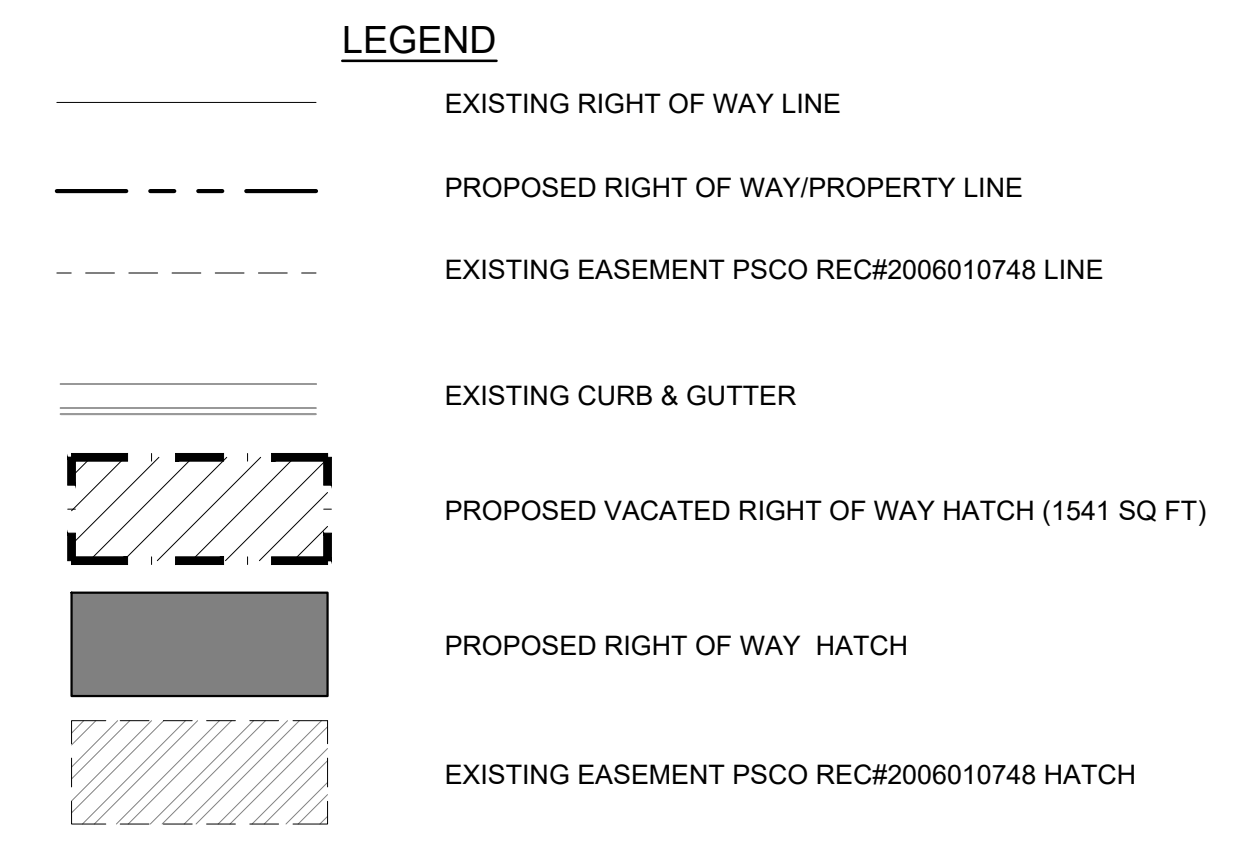 LEGEND
EXISTING RIGHT OF WAY LINE
PROPOSED RIGHT OF WAY/PROPERTY LINE
EXISTING EASEMENT PSCO REC#2006010748 LINE
EXISTING CURB & GUTTER
PROPOSED VACATED RIGHT OF WAY HATCH (1541 SQ FT)
PROPOSED RIGHT OF WAY  HATCH
EXISTING EASEMENT PSCO REC#2006010748 HATCH